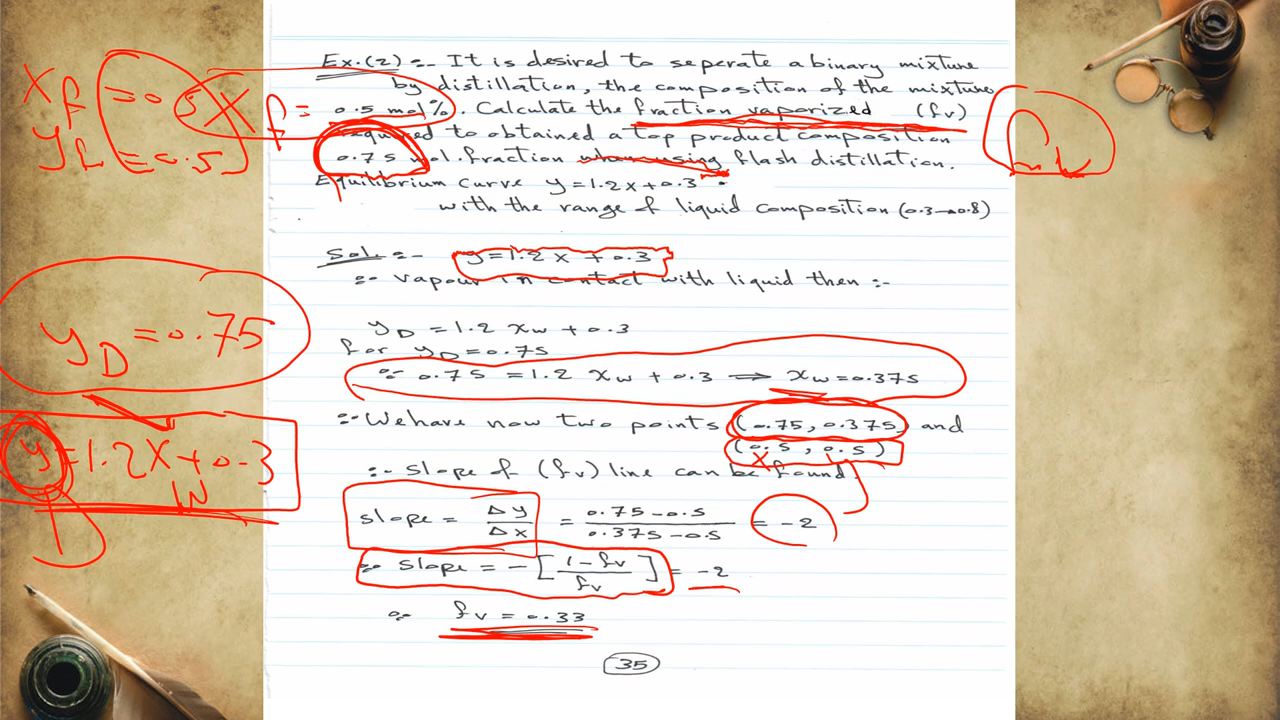 Ex.(2) :- It is desired to seperate a binary mixture
by distillation, the composition of the mixture
0.5 mol%. Calculate the fraction vaporized (fv)
required to obtained a top product composition
0.75 mol.fraction when using flash distillation.
Equilibrium curve y=1.2x+0.3
with the range of liquid composition (0.3→0.8)
Sol. :- y=1.2x+0.3
∵ vapour in contact with liquid then :-
yD = 1.2 xw + 0.3
for yD=0.75
∴ 0.75 = 1.2 xw + 0.3 ⟹ xw=0.375
∴ We have now two points (0.75, 0.375) and
(0.5, 0.5)
∴ slope of (fv) line can be found
slope = Δy/Δx = 0.75-0.5/0.375-0.5 = -2
∴ slope = -[1-fv/fv] = -2
∴ fv = 0.33
35
xf = 0.5
yf = 0.5
xf =
yD = 0.75
y = 1.2x + 0.3
D
W
x